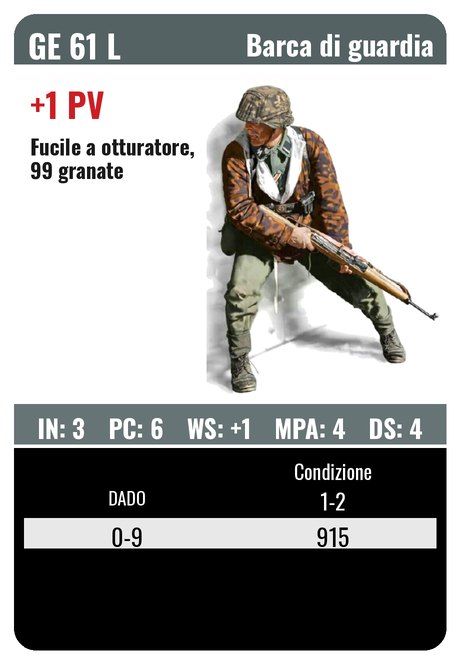 GE 61 L
Barca di guardia
+1 PV
Fucile a otturatore,
99 granate
IN: 3 PC: 6 WS: +1 MPA: 4 DS: 4
Condizione
DADO 1-2
0-9 915